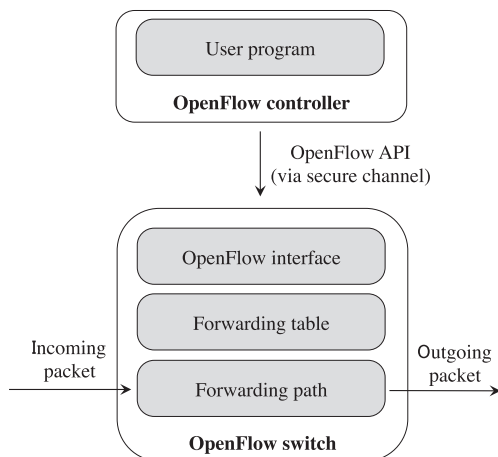 User program
OpenFlow controller
OpenFlow API
(via secure channel)
OpenFlow interface
Forwarding table
Incoming
packet
Forwarding path
Outgoing
packet
OpenFlow switch